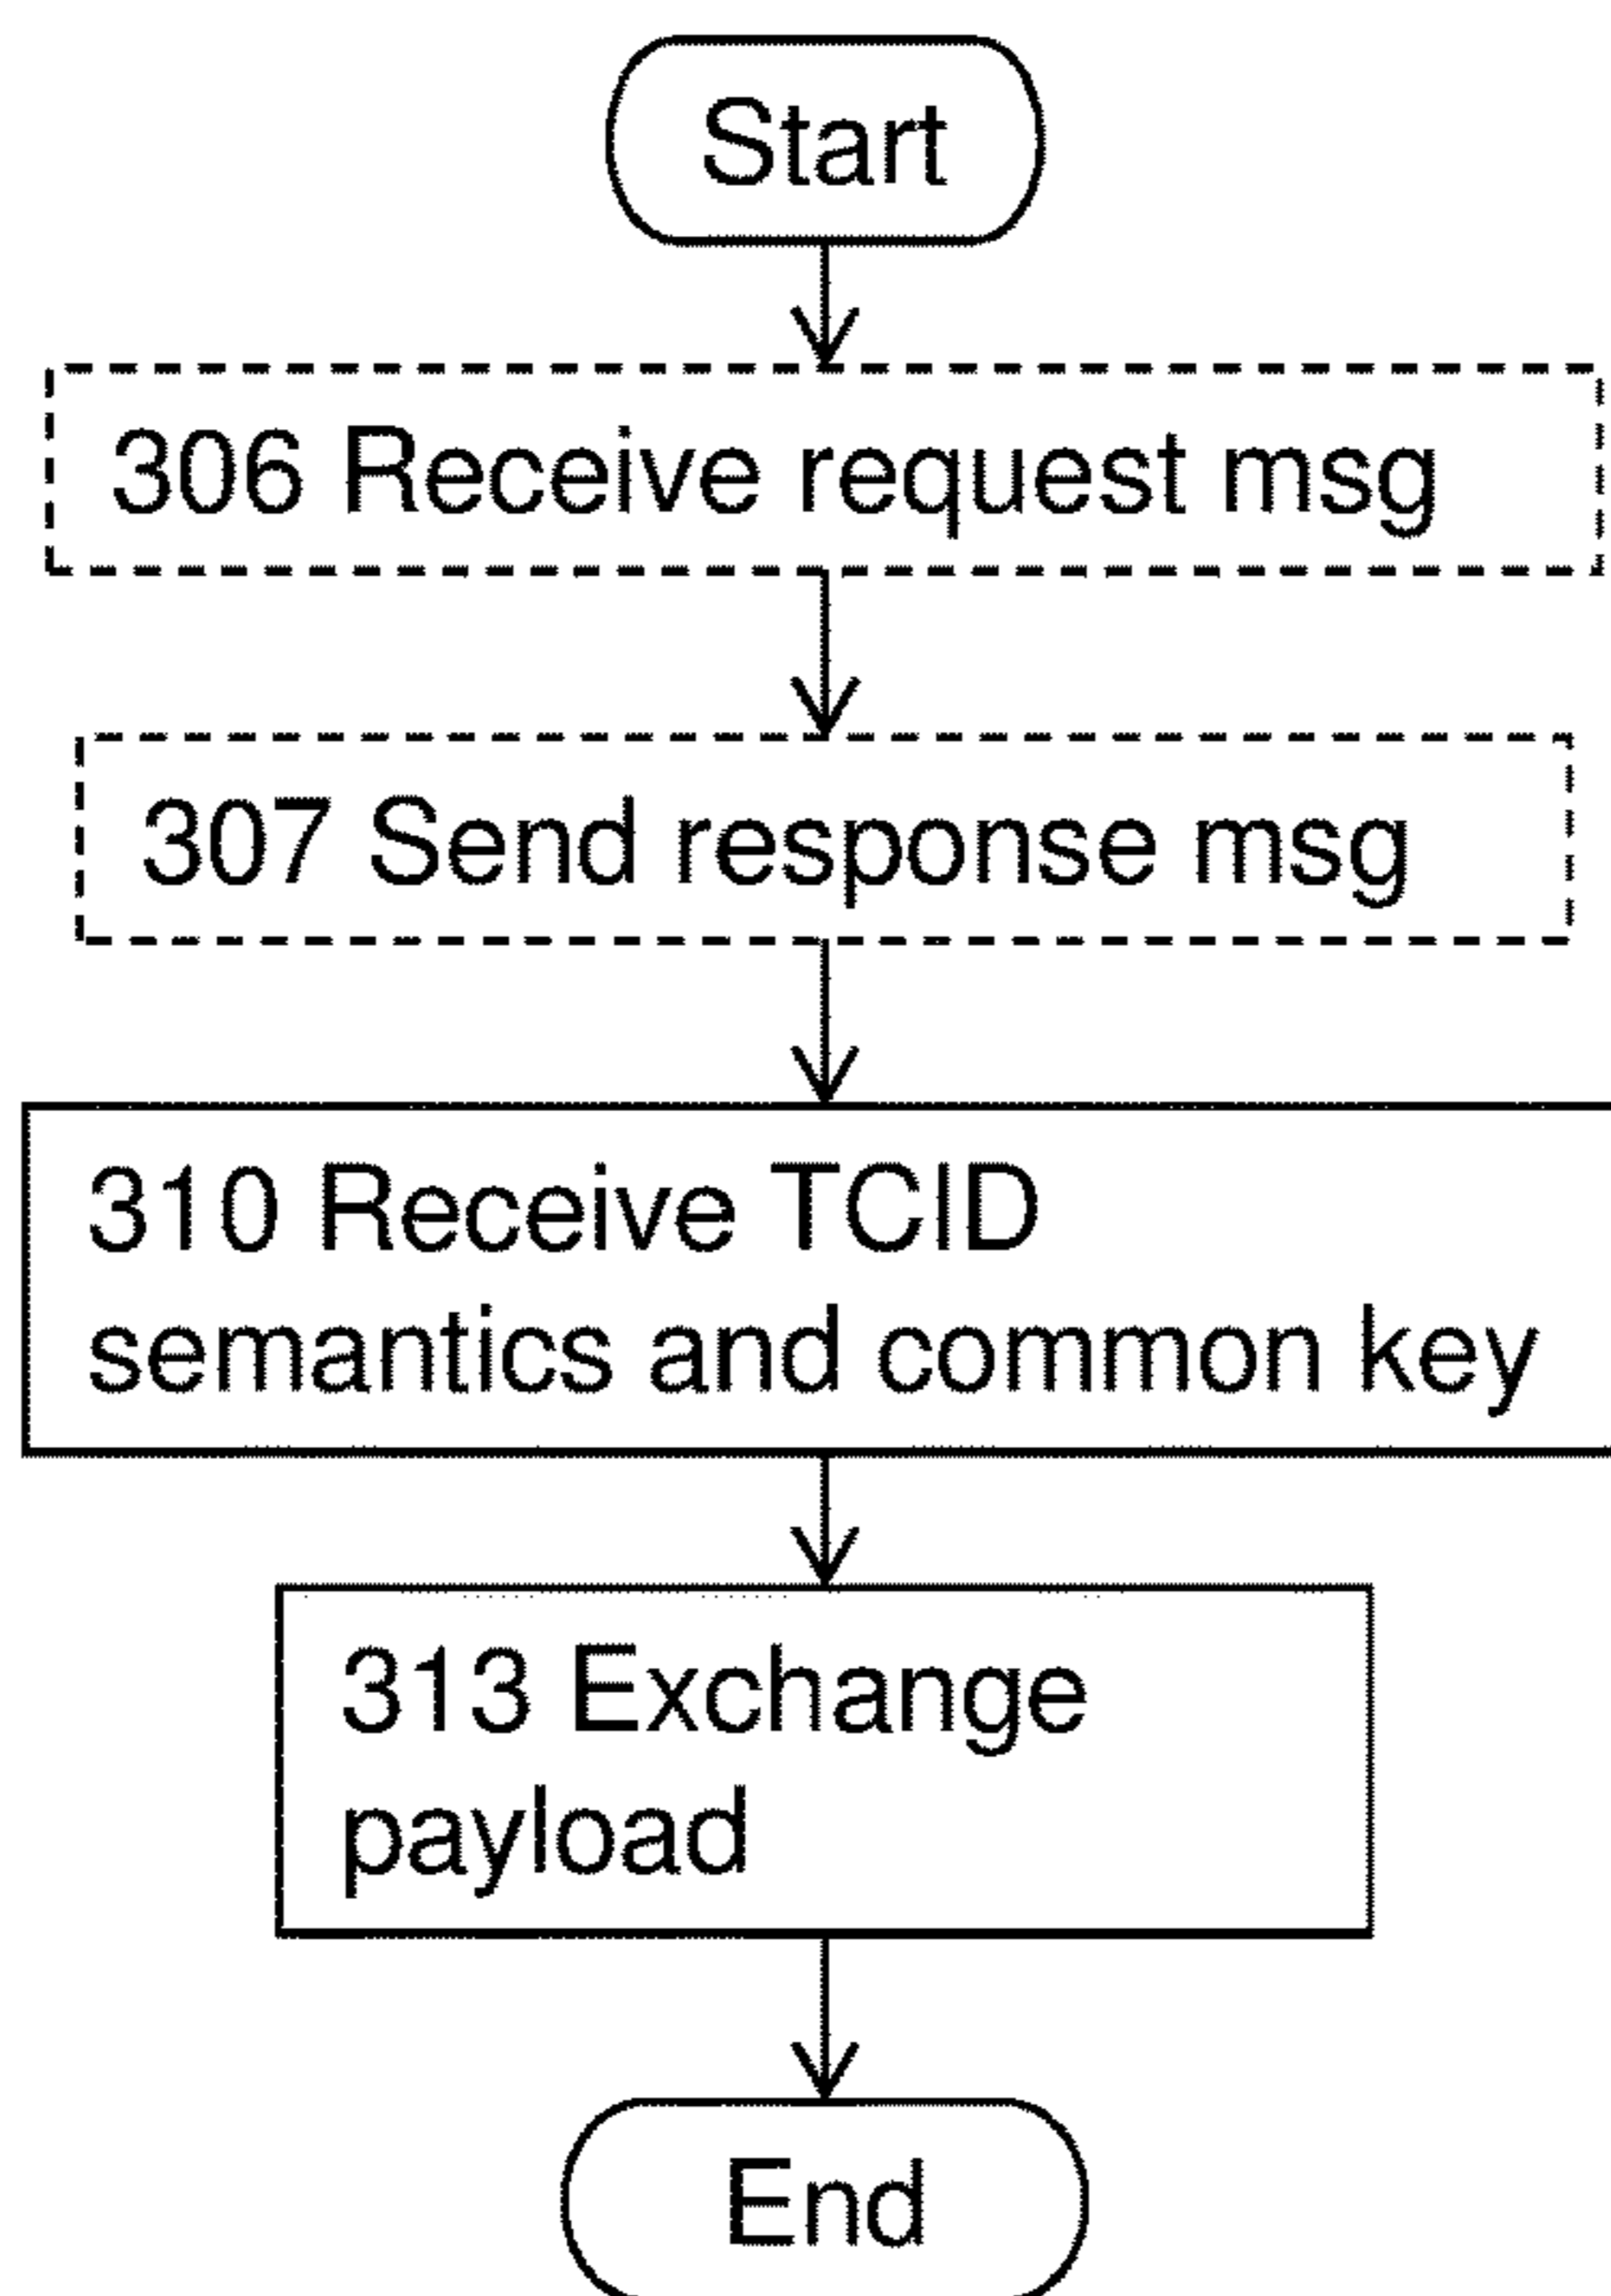 Start
306 Receive request msg
307 Send response msg
310 Receive TCID
semantics and common key
313 Exchange
payload
End